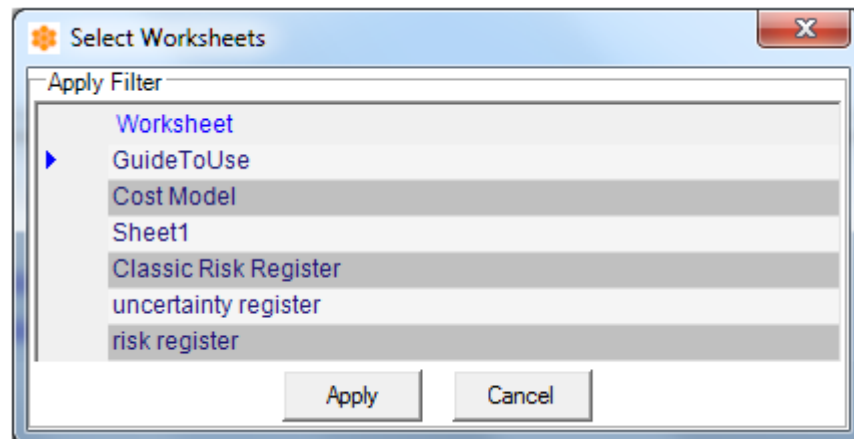 Select Worksheets
Apply Filter
Worksheet
GuideToUse
Cost Model
Sheet1
Classic Risk Register
uncertainty register
risk register
Apply Cancel